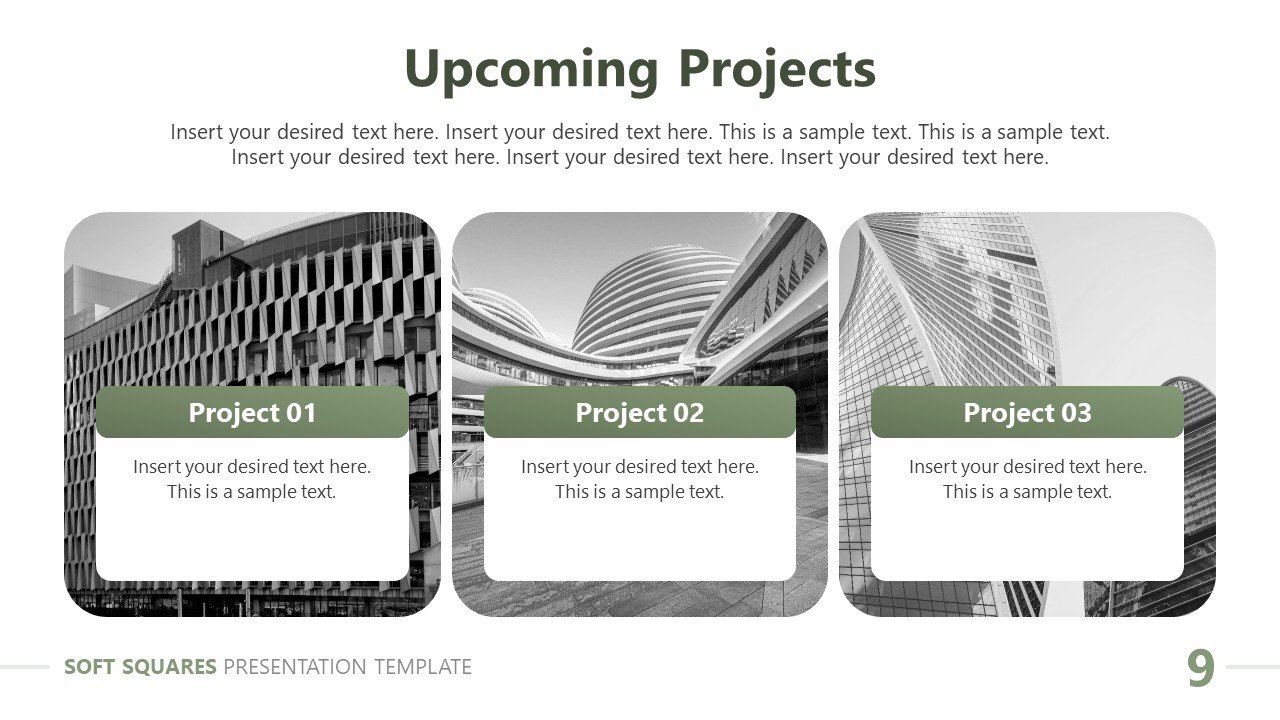 Upcoming Projects
Insert your desired text here. Insert your desired text here. This is a sample text. This is a sample text.
Insert your desired text here. Insert your desired text here. Insert your desired text here.
Project 01
Insert your desired text here.
This is a sample text.
Project 02
Insert your desired text here.
This is a sample text.
Project 03
Insert your desired text here.
This is a sample text.
SOFT SQUARES PRESENTATION TEMPLATE
9